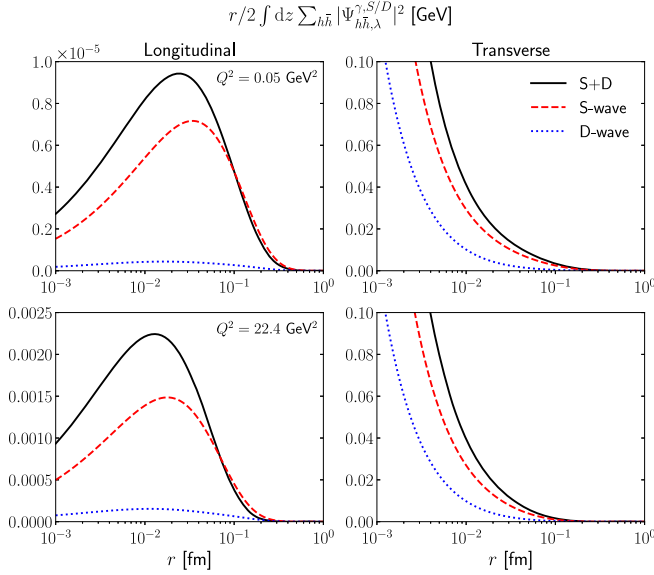 r/2 ∫ dz ∑_{hh̄} |Ψ^{γ,S/D}_{hh̄,λ}|² [GeV]
Longitudinal
Transverse
1.0 ×10⁻⁵
Q² = 0.05 GeV²
0.8
0.6
0.4
0.2
0.0
10⁻³ 10⁻² 10⁻¹ 10⁰
0.10
0.08
0.06
0.04
0.02
0.00
10⁻³ 10⁻² 10⁻¹ 10⁰
S+D
S-wave
D-wave
0.0025
Q² = 22.4 GeV²
0.0020
0.0015
0.0010
0.0005
0.0000
10⁻³ 10⁻² 10⁻¹ 10⁰
r [fm]
0.10
0.08
0.06
0.04
0.02
0.00
10⁻³ 10⁻² 10⁻¹ 10⁰
r [fm]